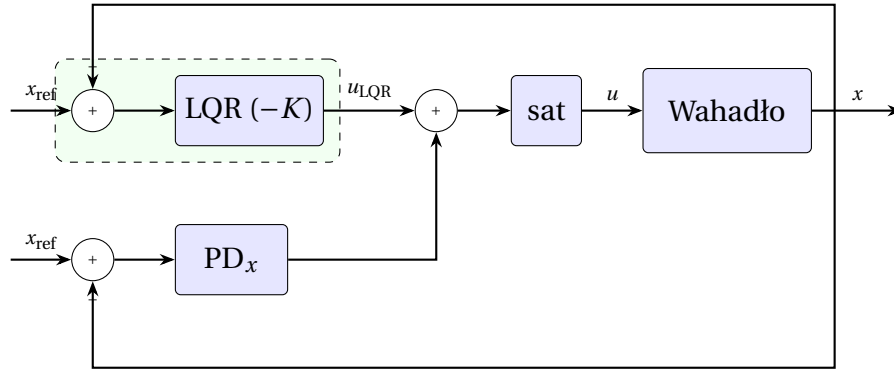 −
x_ref
+
LQR (−K)
u_LQR
+
sat
u
Wahadło
x
x_ref
+
PD_x
−